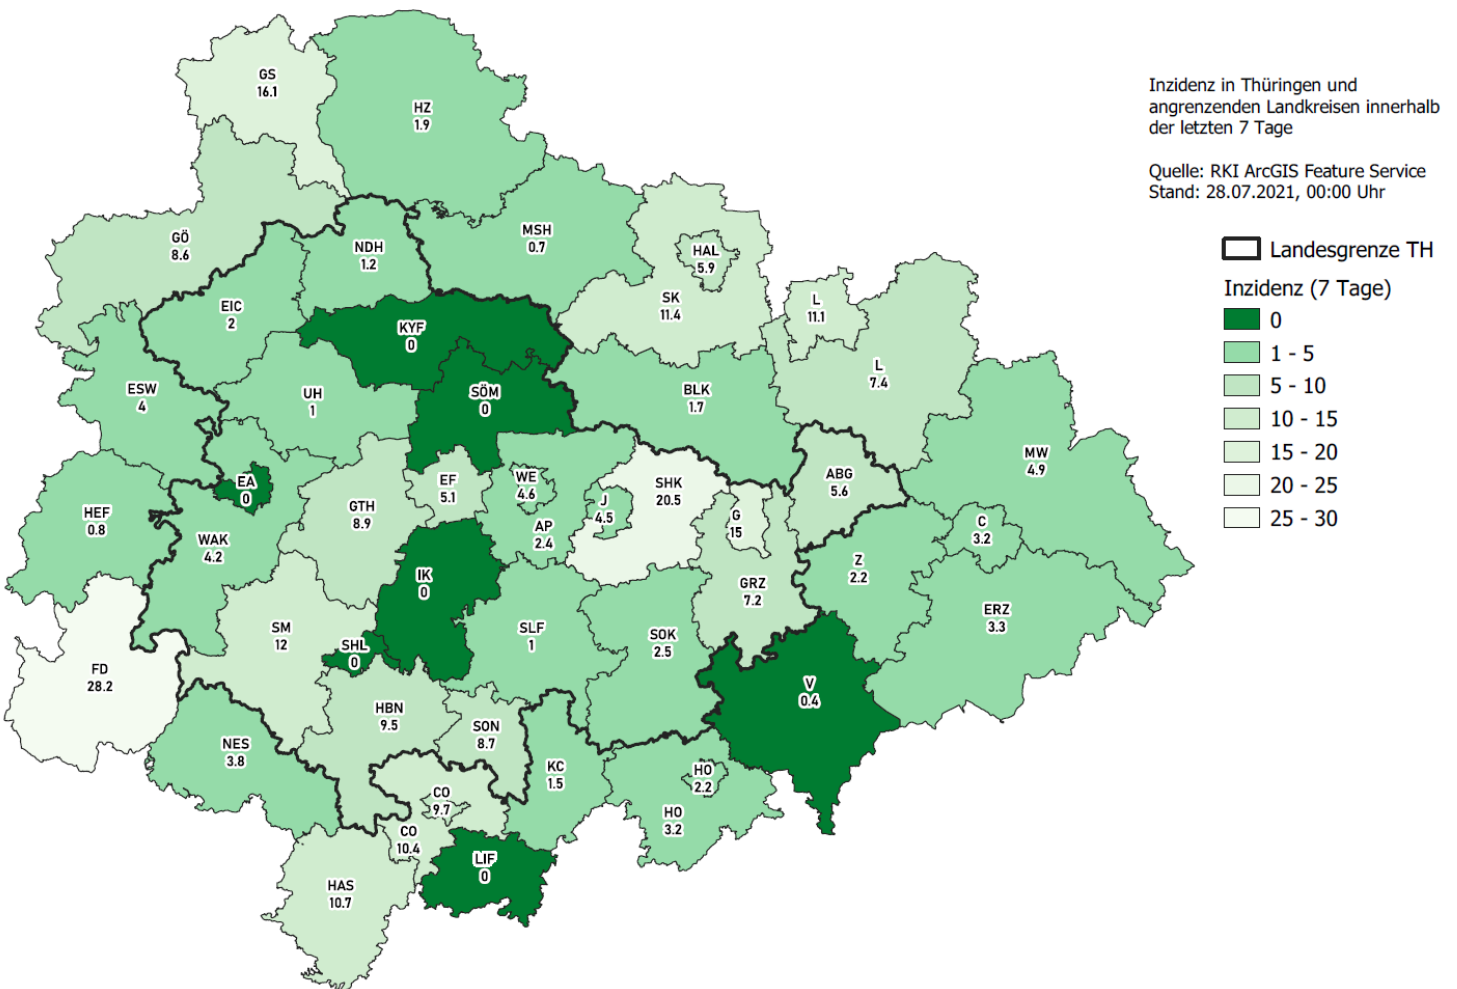 GS
16.1
HZ
1.9
Inzidenz in Thüringen und
angrenzenden Landkreisen innerhalb
der letzten 7 Tage
Quelle: RKI ArcGIS Feature Service
Stand: 28.07.2021, 00:00 Uhr
Landesgrenze TH
Inzidenz (7 Tage)
0
1 - 5
5 - 10
10 - 15
15 - 20
20 - 25
25 - 30
GÖ
8.6
NDH
1.2
MSH
0.7
HAL
5.9
EIC
2
KYF
0
SK
11.4
L
11.1
L
7.4
ESW
4
UH
1
SÖM
0
BLK
1.7
MW
4.9
EA
0
EF
5.1
WE
4.6
SHK
20.5
ABG
5.6
HEF
0.8
GTH
8.9
J
4.5
G
15
C
3.2
WAK
4.2
AP
2.4
Z
2.2
IK
0
GRZ
7.2
ERZ
3.3
SM
12
SHL
0
SLF
1
SOK
2.5
FD
28.2
V
0.4
HBN
9.5
SON
8.7
NES
3.8
KC
1.5
HO
2.2
CO
9.7
HO
3.2
CO
10.4
LIF
0
HAS
10.7